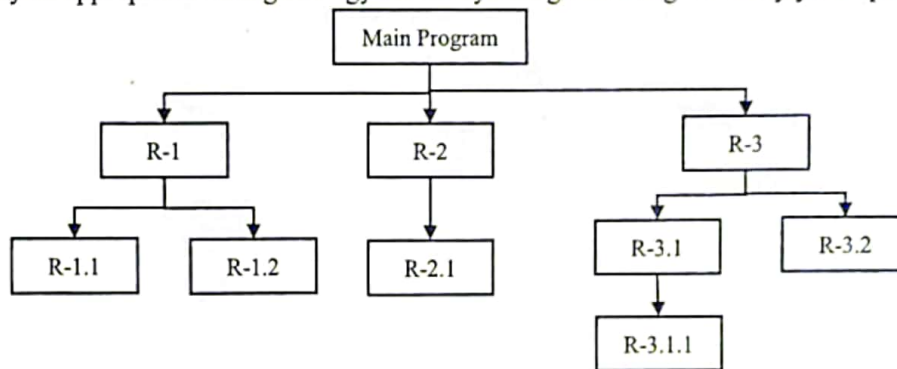 Main Program
R-1
R-2
R-3
R-1.1
R-1.2
R-2.1
R-3.1
R-3.2
R-3.1.1